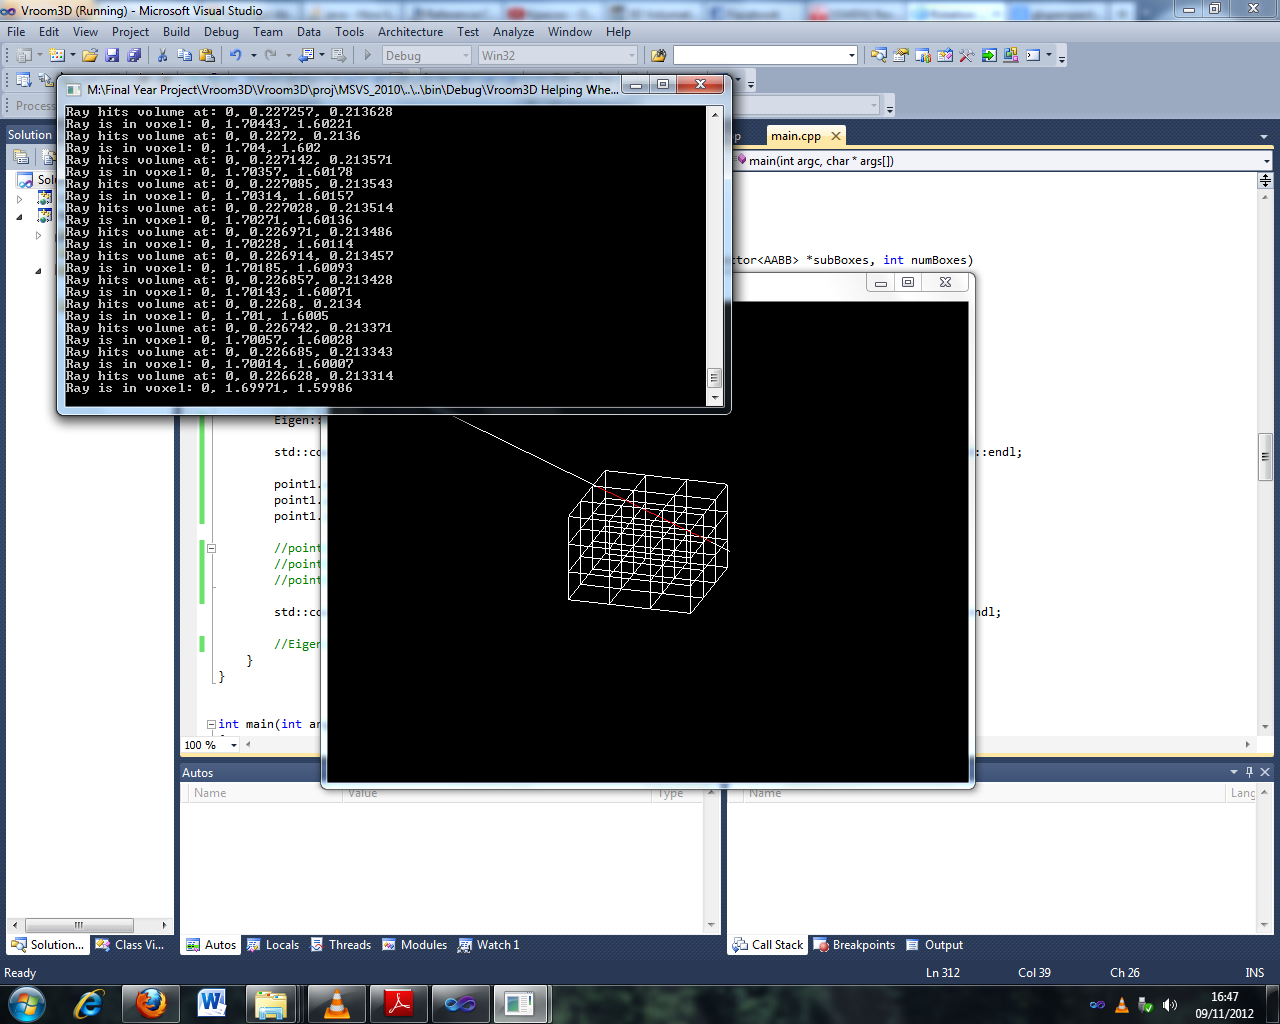 Vroom3D (Running) - Microsoft Visual Studio
File Edit View Project Build Debug Team Data Tools Architecture Test Analyze Window Help
Debug Win32
M:\Final Year Project\Vroom3D\Vroom3D\proj\MSVS_2010\..\..\bin\Debug\Vroom3D Helping Whe...
Process
Ray hits volume at: 0, 0.227257, 0.213628
Ray is in voxel: 0, 1.70443, 1.60221
Ray hits volume at: 0, 0.2272, 0.2136
Ray is in voxel: 0, 1.704, 1.602
Ray hits volume at: 0, 0.227142, 0.213571
Ray is in voxel: 0, 1.70357, 1.60178
Ray hits volume at: 0, 0.227085, 0.213543
Ray is in voxel: 0, 1.70314, 1.60157
Ray hits volume at: 0, 0.227028, 0.213514
Ray is in voxel: 0, 1.70271, 1.60136
Ray hits volume at: 0, 0.226971, 0.213486
Ray is in voxel: 0, 1.70228, 1.60114
Ray hits volume at: 0, 0.226914, 0.213457
Ray is in voxel: 0, 1.70185, 1.60093
Ray hits volume at: 0, 0.226857, 0.213428
Ray is in voxel: 0, 1.70143, 1.60071
Ray hits volume at: 0, 0.2268, 0.2134
Ray is in voxel: 0, 1.701, 1.6005
Ray hits volume at: 0, 0.226742, 0.213371
Ray is in voxel: 0, 1.70057, 1.60028
Ray hits volume at: 0, 0.226685, 0.213343
Ray is in voxel: 0, 1.70014, 1.60007
Ray hits volume at: 0, 0.226628, 0.213314
Ray is in voxel: 0, 1.69971, 1.59986
Solution
Sol
p main.cpp
main(int argc, char * args[])
ctor<AABB> *subBoxes, int numBoxes)
Eigen::
std::co ::endl;
point1.
point1.
point1.
//point
//point
//point
std::co ndl;
//Eigen
}
}
int main(int ar
100 %
Autos
Name Value Type
Name Lang
Solution... Class Vi...
Autos Locals Threads Modules Watch 1
Call Stack Breakpoints Output
Ready Ln 312 Col 39 Ch 26 INS
16:47
09/11/2012